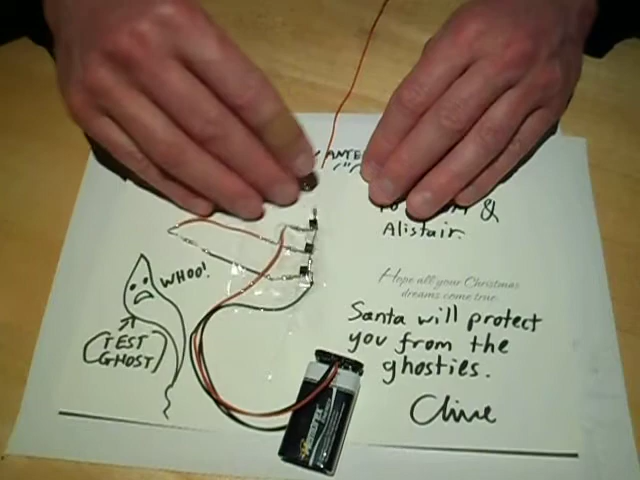 ANTE
&
Alistair.
WHOO!
Hope all your Christmas
dreams come true.
(TEST
GHOST)
Santa will protect
you from the
ghosties.
Clive